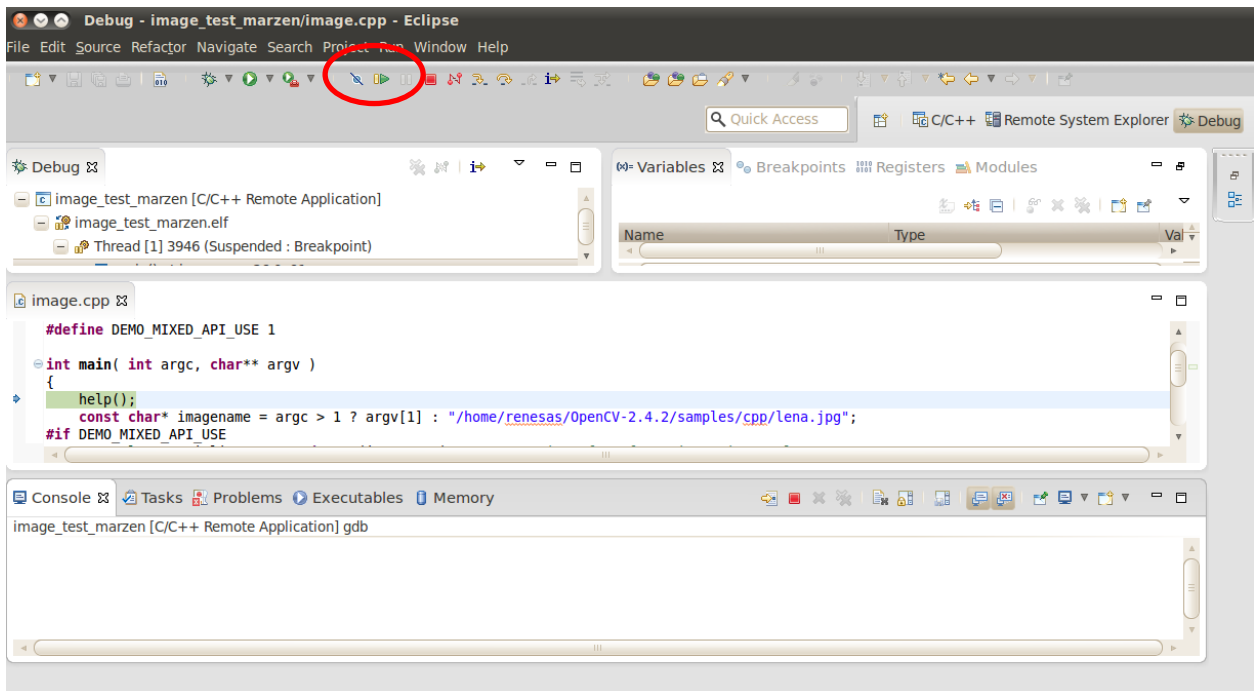 Debug - image_test_marzen/image.cpp - Eclipse
File Edit Source Refactor Navigate Search Project Run Window Help
Quick Access C/C++ Remote System Explorer Debug
Debug
image_test_marzen [C/C++ Remote Application]
image_test_marzen.elf
Thread [1] 3946 (Suspended : Breakpoint)
(x)= Variables Breakpoints Registers Modules
Name Type Val
image.cpp
#define DEMO_MIXED_API_USE 1
int main( int argc, char** argv )
{
help();
const char* imagename = argc > 1 ? argv[1] : "/home/renesas/OpenCV-2.4.2/samples/cpp/lena.jpg";
#if DEMO_MIXED_API_USE
Console Tasks Problems Executables Memory
image_test_marzen [C/C++ Remote Application] gdb